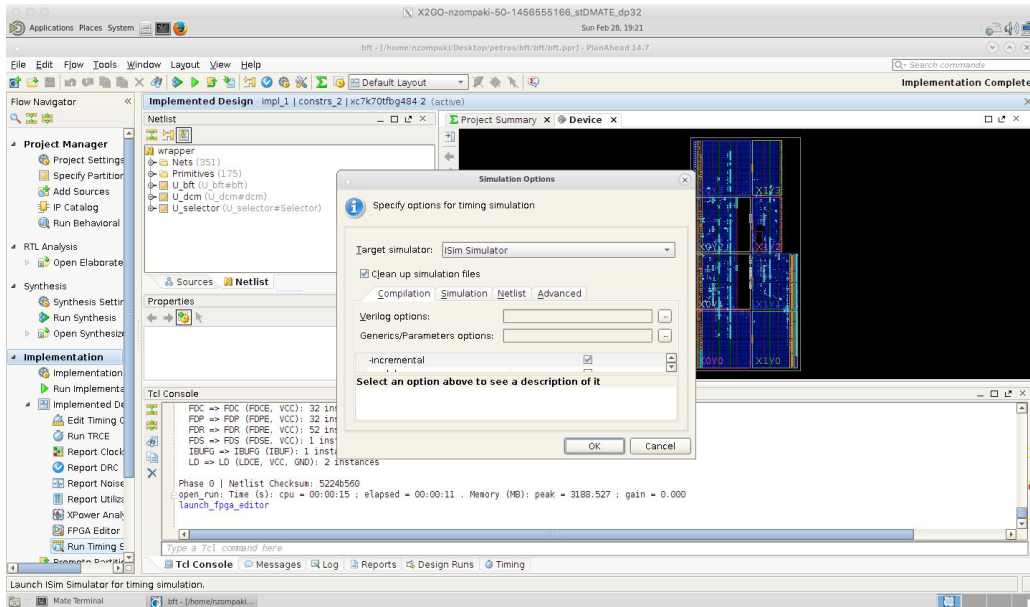 X2GO-nzompaki-50-1456555166_stDMATE_dp32
Applications Places System
Sun Feb 28, 19:21
bft - [/home/nzompaki/Desktop/petros/bft/bft/bft.ppr] - PlanAhead 14.7
File Edit Flow Tools Window Layout View Help
Search commands
Default Layout
Implementation Complete
Flow Navigator
Implemented Design - impl_1 | constrs_2 | xc7k70tfbg484-2 (active)
Netlist
Project Summary
Device
Project Manager
Project Settings
Specify Partition
Add Sources
IP Catalog
Run Behavioral
RTL Analysis
Open Elaborate
Synthesis
Synthesis Settin
Run Synthesis
Open Synthesiz
Implementation
Implementation
Run Implementa
Implemented De
Edit Timing C
Run TRCE
Report Clock
Report DRC
Report Noise
Report Utiliza
XPower Analy
FPGA Editor
Run Timing S
Promote Partitio
wrapper
Nets (351)
Primitives (175)
U_bft (U_bft#bft)
U_dcm (U_dcm#dcm)
U_selector (U_selector#Selector)
Sources Netlist
Properties
Simulation Options
Specify options for timing simulation
Target simulator: ISim Simulator
Clean up simulation files
Compilation Simulation Netlist Advanced
Verilog options:
Generics/Parameters options:
-incremental
Select an option above to see a description of it
OK Cancel
X1Y3
X0Y2 X1Y2
X0Y1 X1Y1
X0Y0 X1Y0
Tcl Console
FDC => FDC (FDCE, VCC): 32 ins
FDP => FDP (FDPE, VCC): 32 ins
FDR => FDR (FDRE, VCC): 52 ins
FDS => FDS (FDSE, VCC): 1 inst
IBUFG => IBUFG (IBUF): 1 insta
LD => LD (LDCE, VCC, GND): 2 instances
Phase 0 | Netlist Checksum: 5224b560
open_run: Time (s): cpu = 00:00:15 ; elapsed = 00:00:11 . Memory (MB): peak = 3188.527 ; gain = 0.000
launch_fpga_editor
Type a Tcl command here
Tcl Console Messages Log Reports Design Runs Timing
Launch ISim Simulator for timing simulation.
Mate Terminal
bft - [/home/nzompaki...